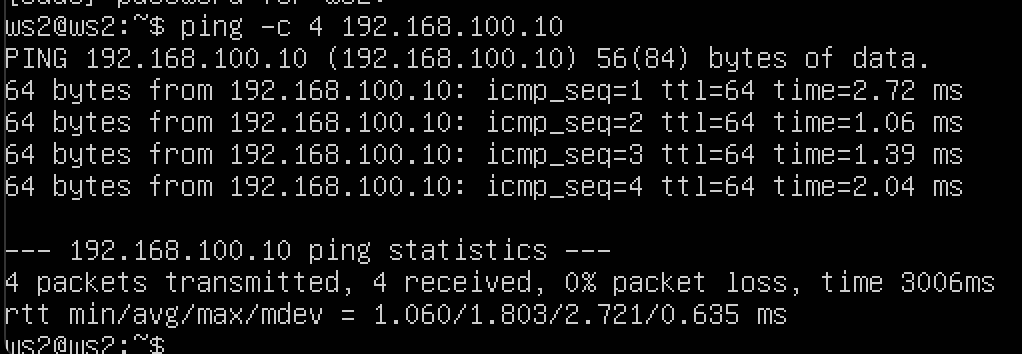 [sudo] password for ws2:
ws2@ws2:~$ ping -c 4 192.168.100.10
PING 192.168.100.10 (192.168.100.10) 56(84) bytes of data.
64 bytes from 192.168.100.10: icmp_seq=1 ttl=64 time=2.72 ms
64 bytes from 192.168.100.10: icmp_seq=2 ttl=64 time=1.06 ms
64 bytes from 192.168.100.10: icmp_seq=3 ttl=64 time=1.39 ms
64 bytes from 192.168.100.10: icmp_seq=4 ttl=64 time=2.04 ms
--- 192.168.100.10 ping statistics ---
4 packets transmitted, 4 received, 0% packet loss, time 3006ms
rtt min/avg/max/mdev = 1.060/1.803/2.721/0.635 ms
ws2@ws2:~$